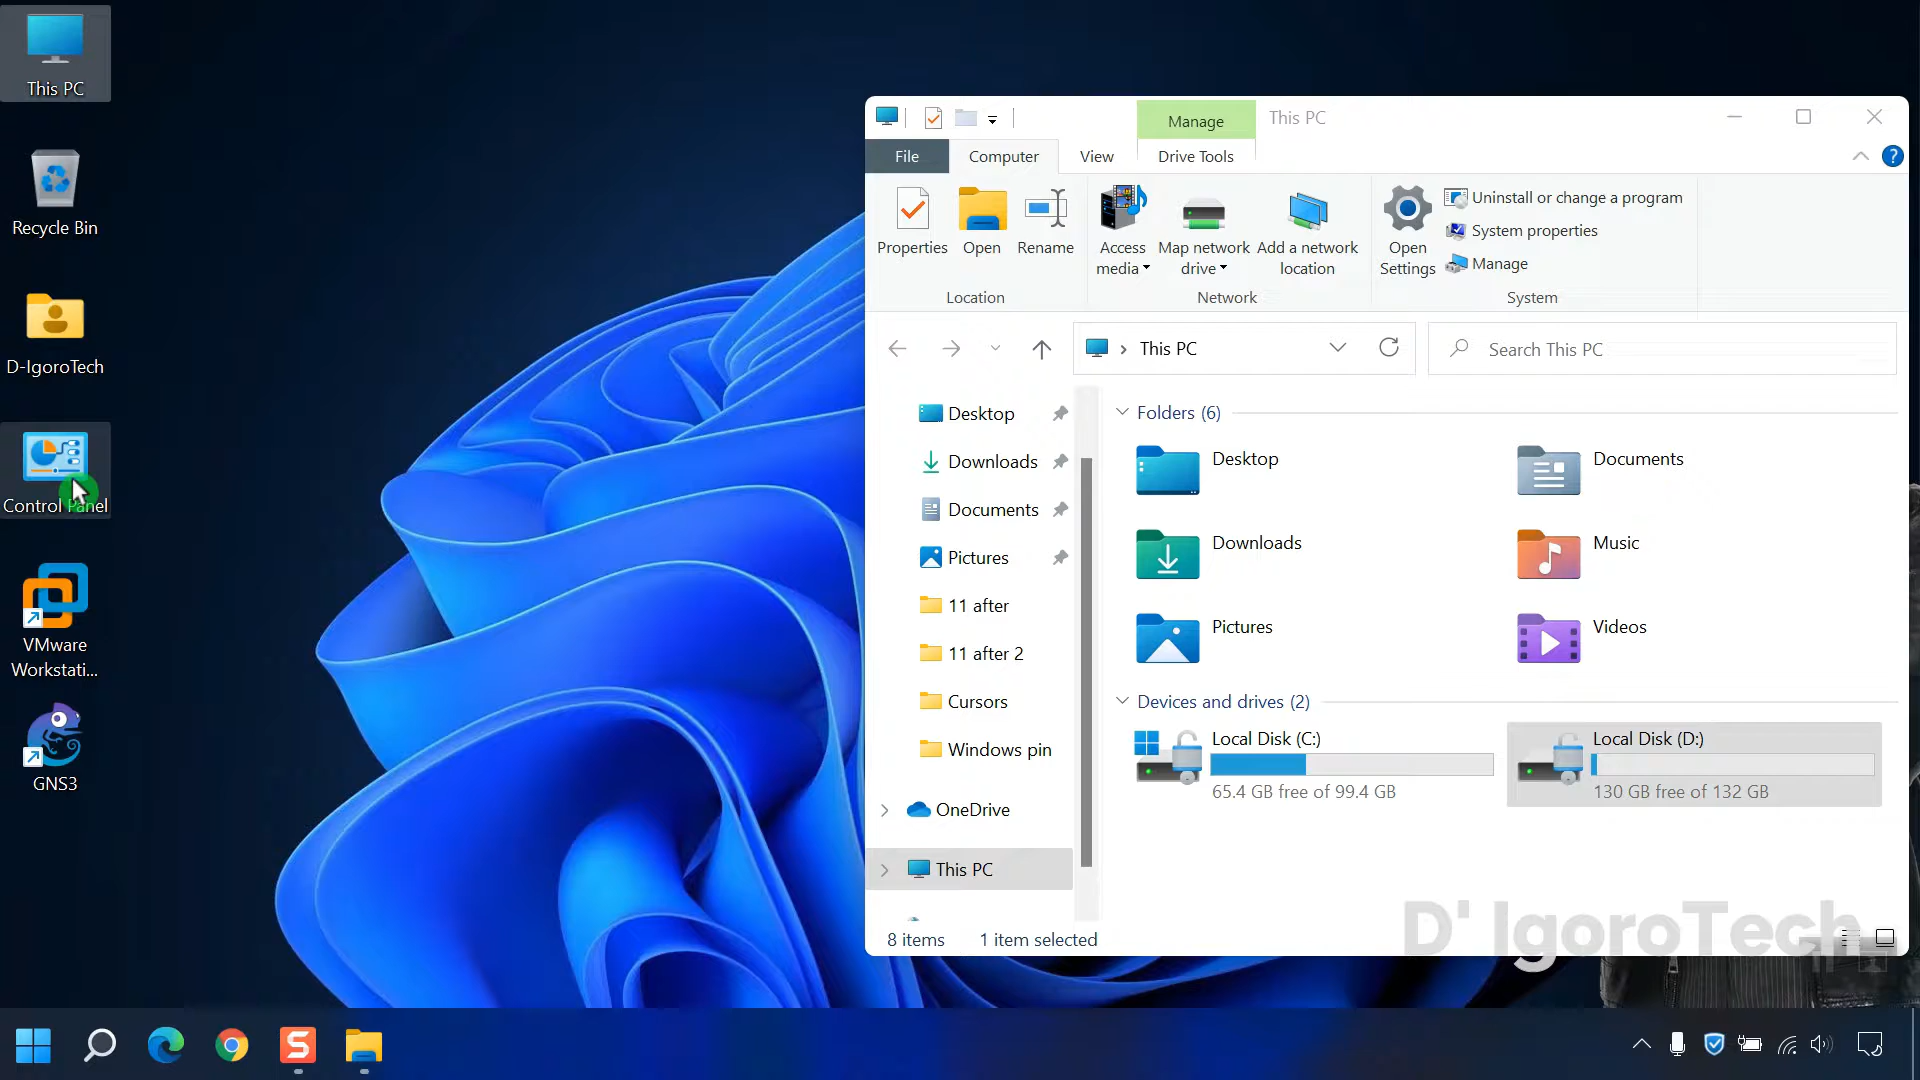 This PC
Recycle Bin
D-IgoroTech
Control Panel
VMware
Workstati...
GNS3
Manage
This PC
File
Computer
View
Drive Tools
?
Properties
Open
Rename
Access
media
Map network
drive
Add a network
location
Open
Settings
Uninstall or change a program
System properties
Manage
Location
Network
System
This PC
Search This PC
Desktop
Downloads
Documents
Pictures
11 after
11 after 2
Cursors
Windows pin
OneDrive
This PC
Folders (6)
Desktop
Documents
Downloads
Music
Pictures
Videos
Devices and drives (2)
Local Disk (C:)
65.4 GB free of 99.4 GB
Local Disk (D:)
130 GB free of 132 GB
8 items
1 item selected
D' IgoroTech
S